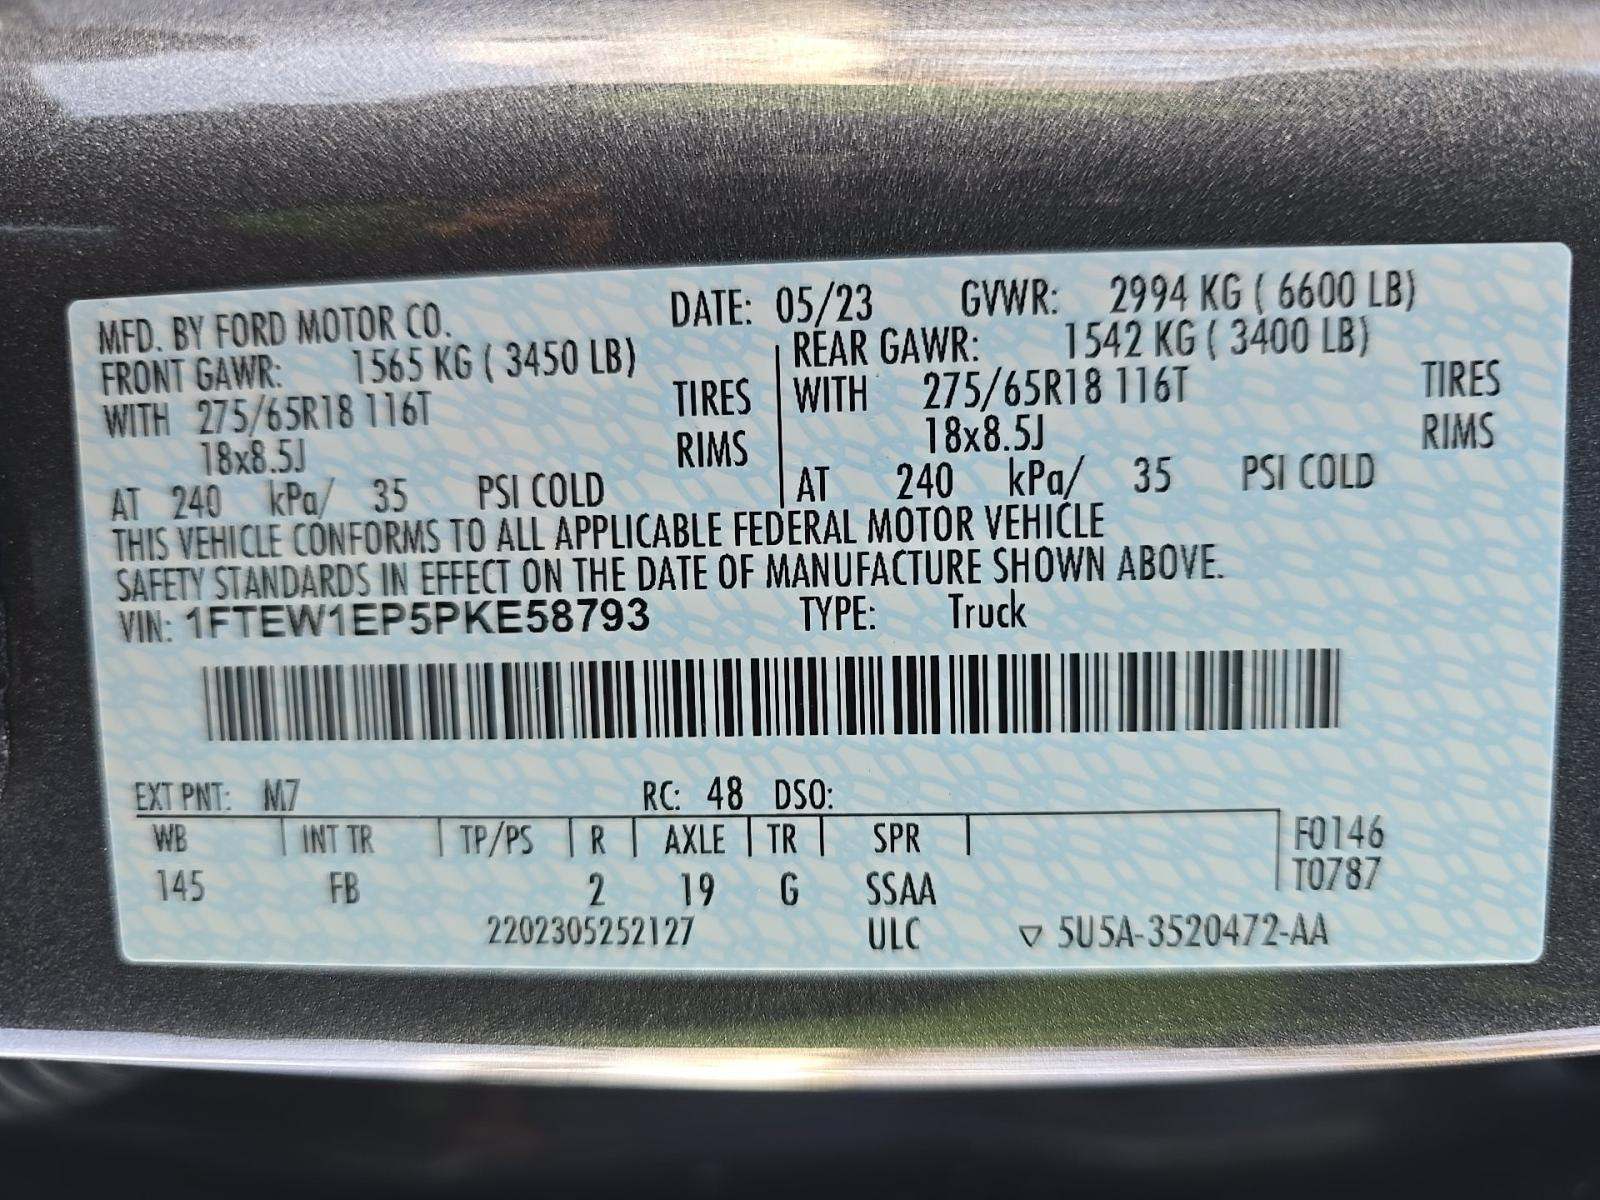 MFD. BY FORD MOTOR CO. DATE: 05/23 GVWR: 2994 KG ( 6600 LB)
FRONT GAWR: 1565 KG ( 3450 LB) REAR GAWR: 1542 KG ( 3400 LB)
WITH 275/65R18 116T TIRES WITH 275/65R18 116T TIRES
18x8.5J RIMS 18x8.5J RIMS
AT 240 kPa/ 35 PSI COLD AT 240 kPa/ 35 PSI COLD
THIS VEHICLE CONFORMS TO ALL APPLICABLE FEDERAL MOTOR VEHICLE
SAFETY STANDARDS IN EFFECT ON THE DATE OF MANUFACTURE SHOWN ABOVE.
VIN: 1FTEW1EP5PKE58793 TYPE: Truck
EXT PNT: M7 RC: 48 DSO:
WB INT TR TP/PS R AXLE TR SPR F0146
145 FB 2 19 G SSAA T0787
2202305252127 ULC ▽ 5U5A-3520472-AA